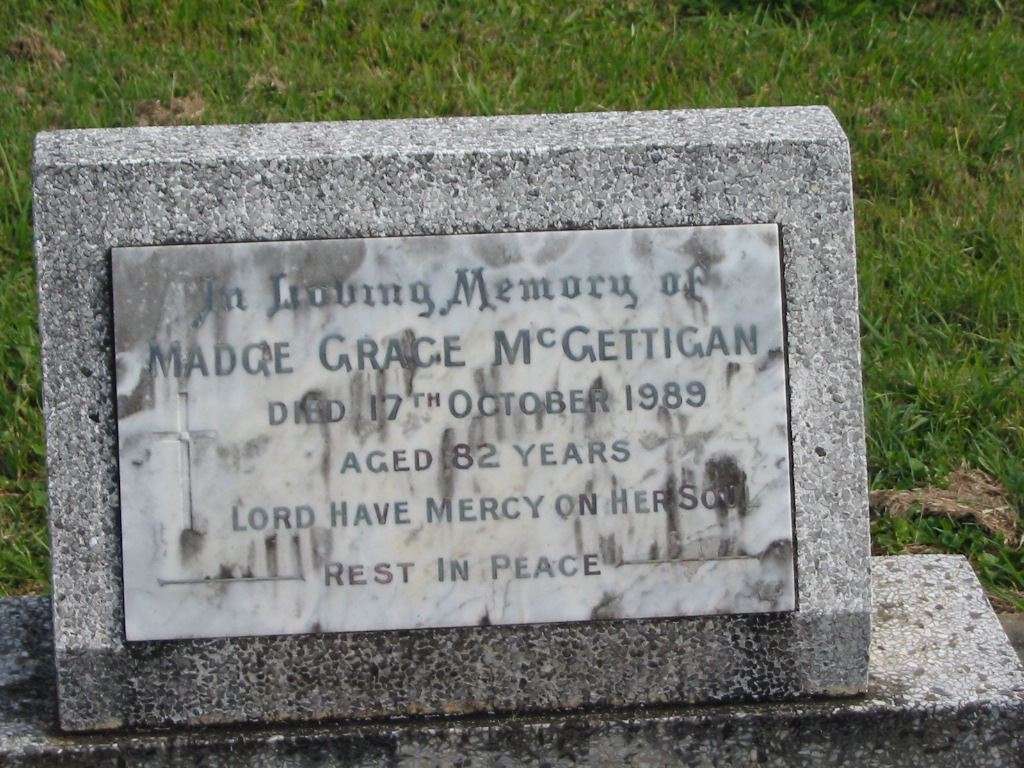 In Loving Memory of
MADGE GRACE McGETTIGAN
DIED 17TH OCTOBER 1989
AGED 82 YEARS
LORD HAVE MERCY ON HER SOUL
REST IN PEACE